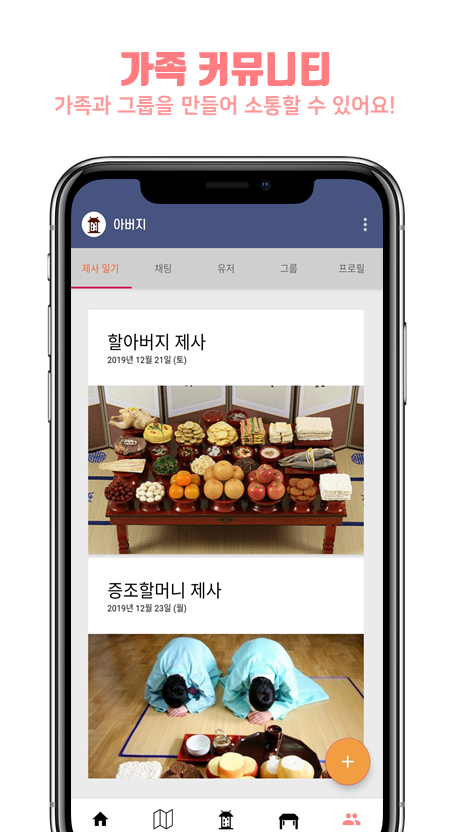 가족 커뮤니티
가족과 그룹을 만들어 소통할 수 있어요!
아버지
제사 일기
채팅
유저
그룹
프로필
할아버지 제사
2019년 12월 21일 (토)
증조할머니 제사
2019년 12월 23일 (월)
+